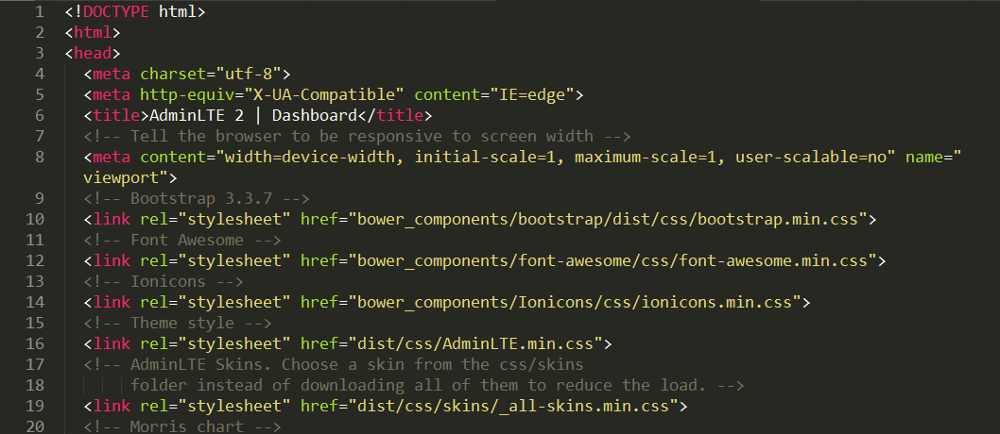 1 <!DOCTYPE html>
2 <html>
3 <head>
4 <meta charset="utf-8">
5 <meta http-equiv="X-UA-Compatible" content="IE=edge">
6 <title>AdminLTE 2 | Dashboard</title>
7 <!-- Tell the browser to be responsive to screen width -->
8 <meta content="width=device-width, initial-scale=1, maximum-scale=1, user-scalable=no" name="
viewport">
9 <!-- Bootstrap 3.3.7 -->
10 <link rel="stylesheet" href="bower_components/bootstrap/dist/css/bootstrap.min.css">
11 <!-- Font Awesome -->
12 <link rel="stylesheet" href="bower_components/font-awesome/css/font-awesome.min.css">
13 <!-- Ionicons -->
14 <link rel="stylesheet" href="bower_components/Ionicons/css/ionicons.min.css">
15 <!-- Theme style -->
16 <link rel="stylesheet" href="dist/css/AdminLTE.min.css">
17 <!-- AdminLTE Skins. Choose a skin from the css/skins
18 folder instead of downloading all of them to reduce the load. -->
19 <link rel="stylesheet" href="dist/css/skins/_all-skins.min.css">
20 <!-- Morris chart -->